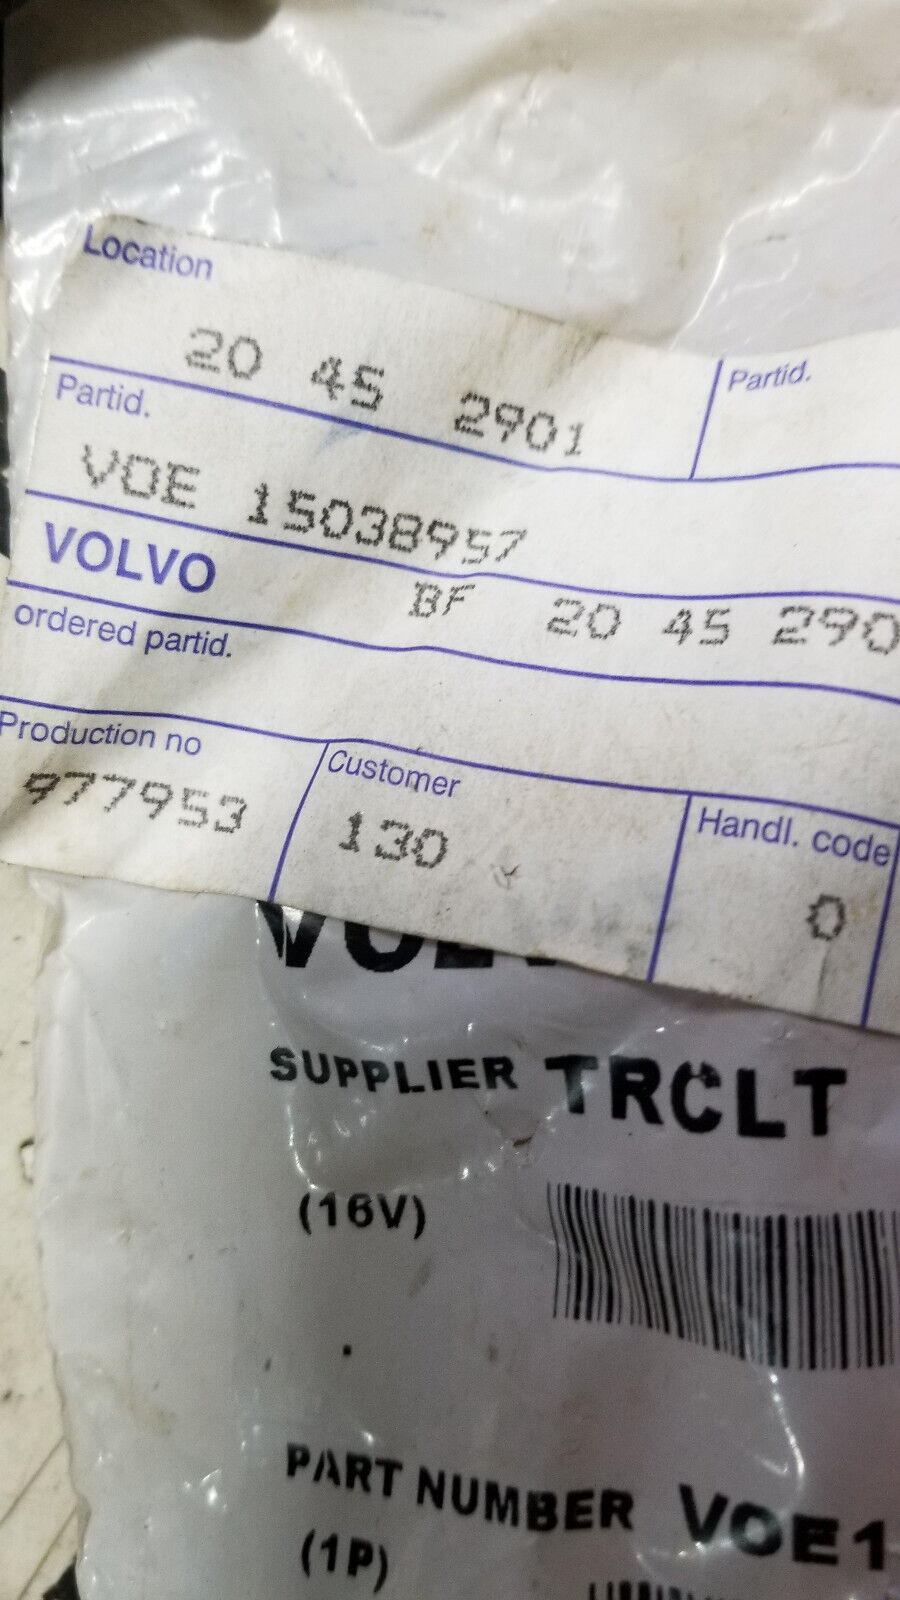 Location
20 45 2901
Partid.
Partid.
VOE 15038957
VOLVO
BF 20 45 290
ordered partid.
Production no
977953
Customer
130
Handl. code
0
SUPPLIER TRCLT
(16V)
PART NUMBER VOE1
(1P)